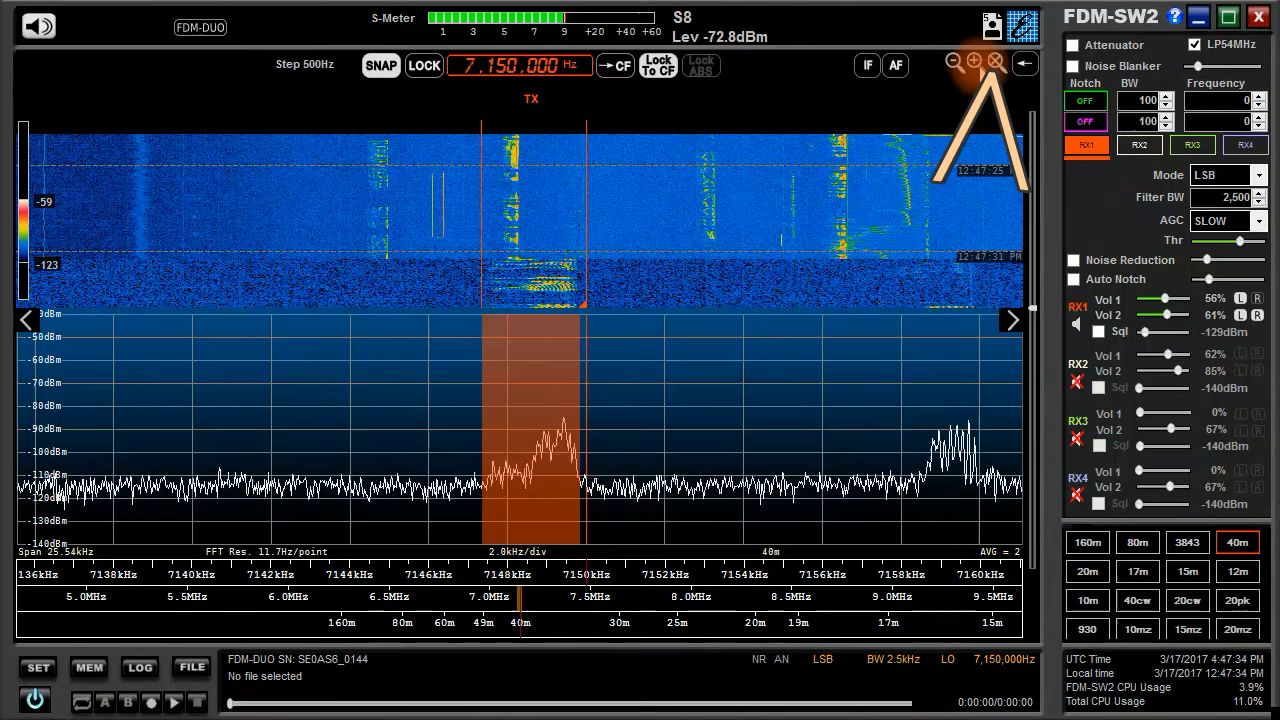 S-Meter S8
FDM-DUO
1 3 5 7 9 +20 +40 +60 Lev -72.8dBm
FDM-SW2
Step 500Hz SNAP LOCK 7,150,000 Hz →CF Lock To CF Lock ABS IF AF
TX
12:47:25
-59
12:47:31 PM
-123
-50dBm
-60dBm
-70dBm
-80dBm
-90dBm
-100dBm
-110dBm
-120dBm
-130dBm
-140dBm
Span 25.54kHz FFT Res. 11.7Hz/point 2.0kHz/div 40m AVG = 2
7138kHz 7140kHz 7142kHz 7144kHz 7146kHz 7148kHz 7150kHz 7152kHz 7154kHz 7156kHz 7158kHz 7160kHz
5.0MHz 5.5MHz 6.0MHz 6.5MHz 7.0MHz 7.5MHz 8.0MHz 8.5MHz 9.0MHz 9.5MHz
160m 80m 60m 49m 40m 30m 25m 20m 19m 17m 15m
SET MEM LOG FILE
A B
FDM-DUO SN: SE0AS6_0144 NR AN LSB BW 2.5kHz LO 7,150,000Hz
No file selected
0:00:00/0:00:00
Attenuator LP54MHz
Noise Blanker
Notch BW Frequency
OFF 100 0
OFF 100 0
RX1 RX2 RX3 RX4
Mode LSB
Filter BW 2,500
AGC SLOW
Thr
Noise Reduction
Auto Notch
RX1 Vol 1 56% L R
Vol 2 61% L R
Sql -129dBm
RX2 Vol 1 62% L R
Vol 2 85% L R
Sql -140dBm
RX3 Vol 1 0% L R
Vol 2 67% L R
Sql -140dBm
RX4 Vol 1 0% L R
Vol 2 67% L R
Sql -140dBm
160m 80m 3843 40m
20m 17m 15m 12m
10m 40cw 20cw 20pk
930 10mz 15mz 20mz
UTC Time 3/17/2017 4:47:34 PM
Local time 3/17/2017 12:47:34 PM
FDM-SW2 CPU Usage 3.9%
Total CPU Usage 11.0%